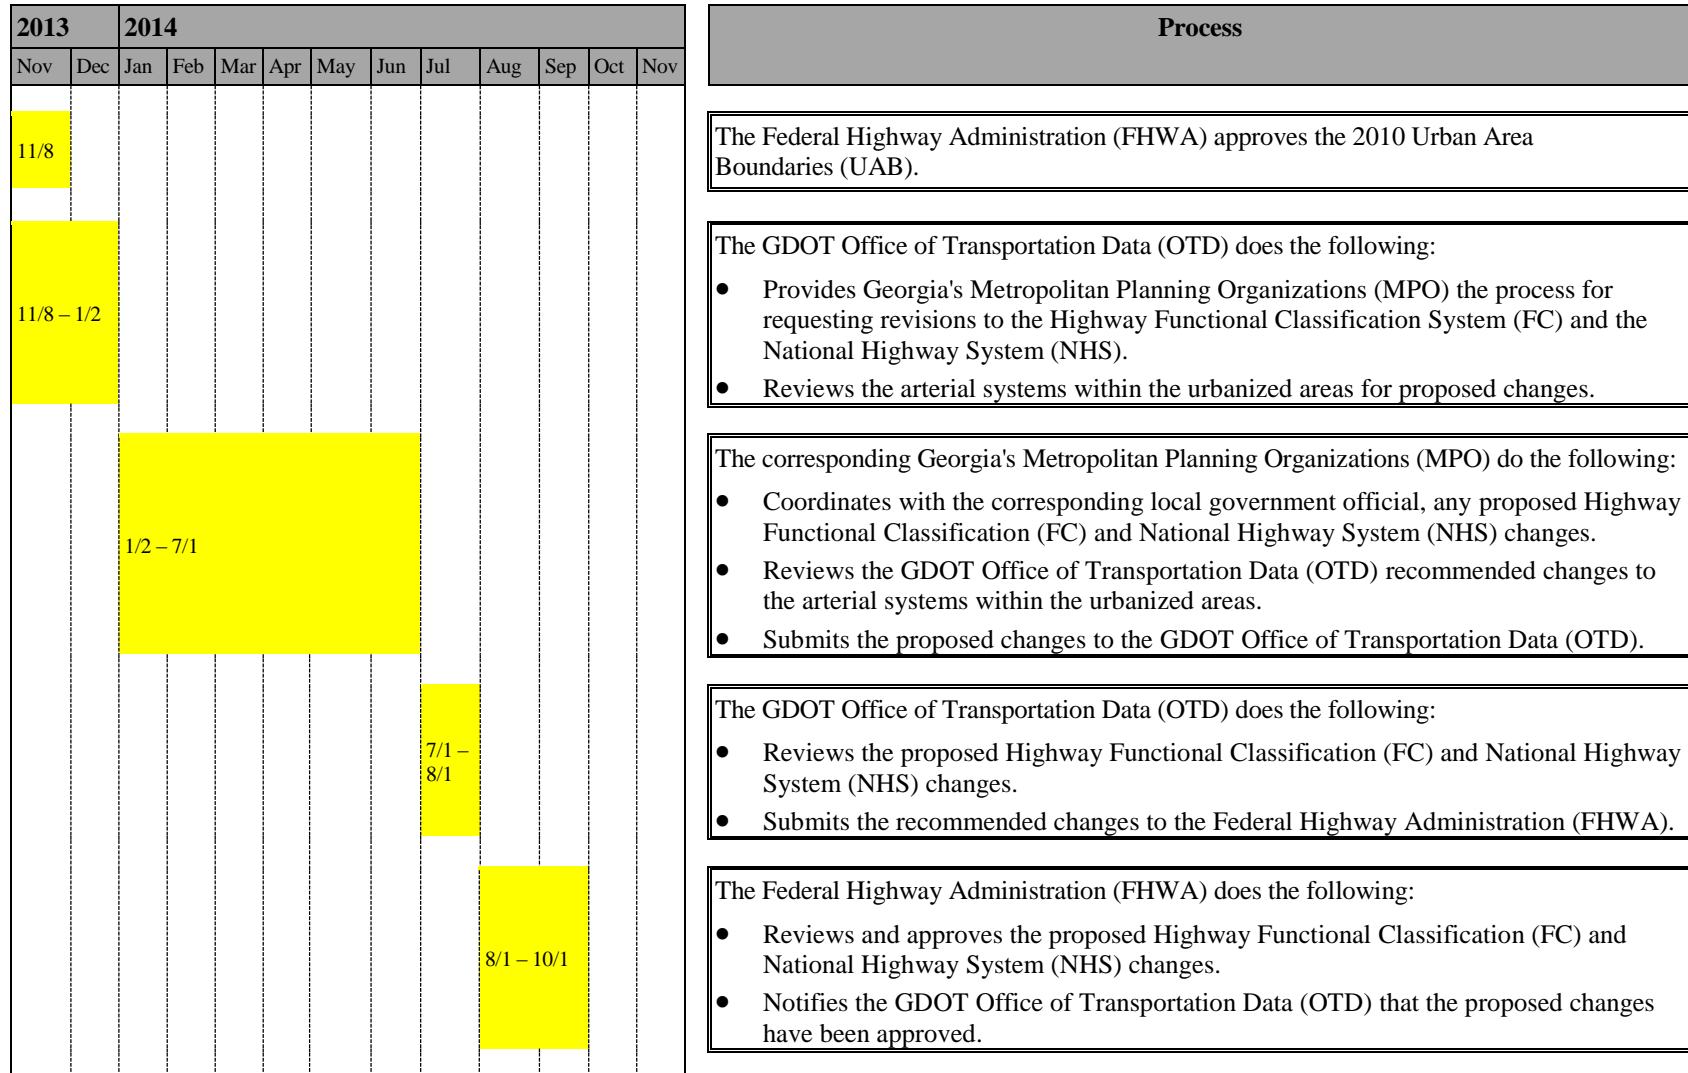 2013 2014 Process
Nov Dec Jan Feb Mar Apr May Jun Jul Aug Sep Oct Nov
11/8
The Federal Highway Administration (FHWA) approves the 2010 Urban Area
Boundaries (UAB).
11/8 – 1/2
The GDOT Office of Transportation Data (OTD) does the following:
● Provides Georgia's Metropolitan Planning Organizations (MPO) the process for
requesting revisions to the Highway Functional Classification System (FC) and the
National Highway System (NHS).
● Reviews the arterial systems within the urbanized areas for proposed changes.
1/2 – 7/1
The corresponding Georgia's Metropolitan Planning Organizations (MPO) do the following:
● Coordinates with the corresponding local government official, any proposed Highway
Functional Classification (FC) and National Highway System (NHS) changes.
● Reviews the GDOT Office of Transportation Data (OTD) recommended changes to
the arterial systems within the urbanized areas.
● Submits the proposed changes to the GDOT Office of Transportation Data (OTD).
7/1 –
8/1
The GDOT Office of Transportation Data (OTD) does the following:
● Reviews the proposed Highway Functional Classification (FC) and National Highway
System (NHS) changes.
● Submits the recommended changes to the Federal Highway Administration (FHWA).
8/1 – 10/1
The Federal Highway Administration (FHWA) does the following:
● Reviews and approves the proposed Highway Functional Classification (FC) and
National Highway System (NHS) changes.
● Notifies the GDOT Office of Transportation Data (OTD) that the proposed changes
have been approved.